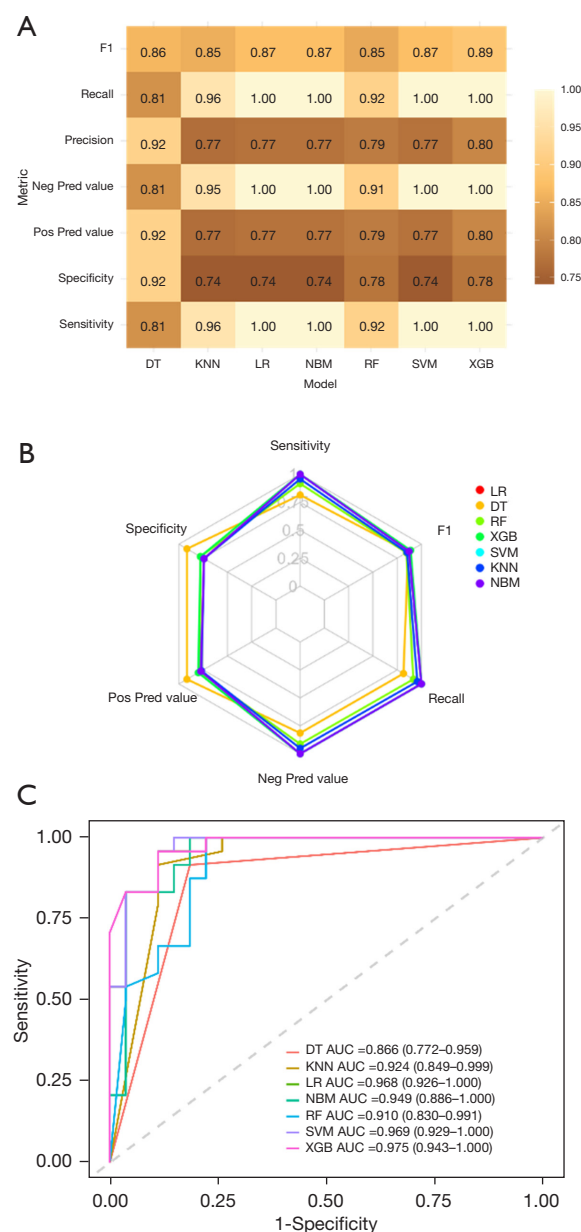 A
F1 0.86 0.85 0.87 0.87 0.85 0.87 0.89
Recall 0.81 0.96 1.00 1.00 0.92 1.00 1.00
Precision 0.92 0.77 0.77 0.77 0.79 0.77 0.80
Neg Pred value 0.81 0.95 1.00 1.00 0.91 1.00 1.00
Pos Pred value 0.92 0.77 0.77 0.77 0.79 0.77 0.80
Specificity 0.92 0.74 0.74 0.74 0.78 0.74 0.78
Sensitivity 0.81 0.96 1.00 1.00 0.92 1.00 1.00
Metric
DT KNN LR NBM RF SVM XGB
Model
1.00
0.95
0.90
0.85
0.80
0.75
B
Sensitivity
F1
Recall
Neg Pred value
Pos Pred value
Specificity
0.5
0.25
0
LR
DT
RF
XGB
SVM
KNN
NBM
C
Sensitivity
1.00
0.75
0.50
0.25
0.00
DT AUC =0.866 (0.772–0.959)
KNN AUC =0.924 (0.849–0.999)
LR AUC =0.968 (0.926–1.000)
NBM AUC =0.949 (0.886–1.000)
RF AUC =0.910 (0.830–0.991)
SVM AUC =0.969 (0.929–1.000)
XGB AUC =0.975 (0.943–1.000)
0.00 0.25 0.50 0.75 1.00
1-Specificity